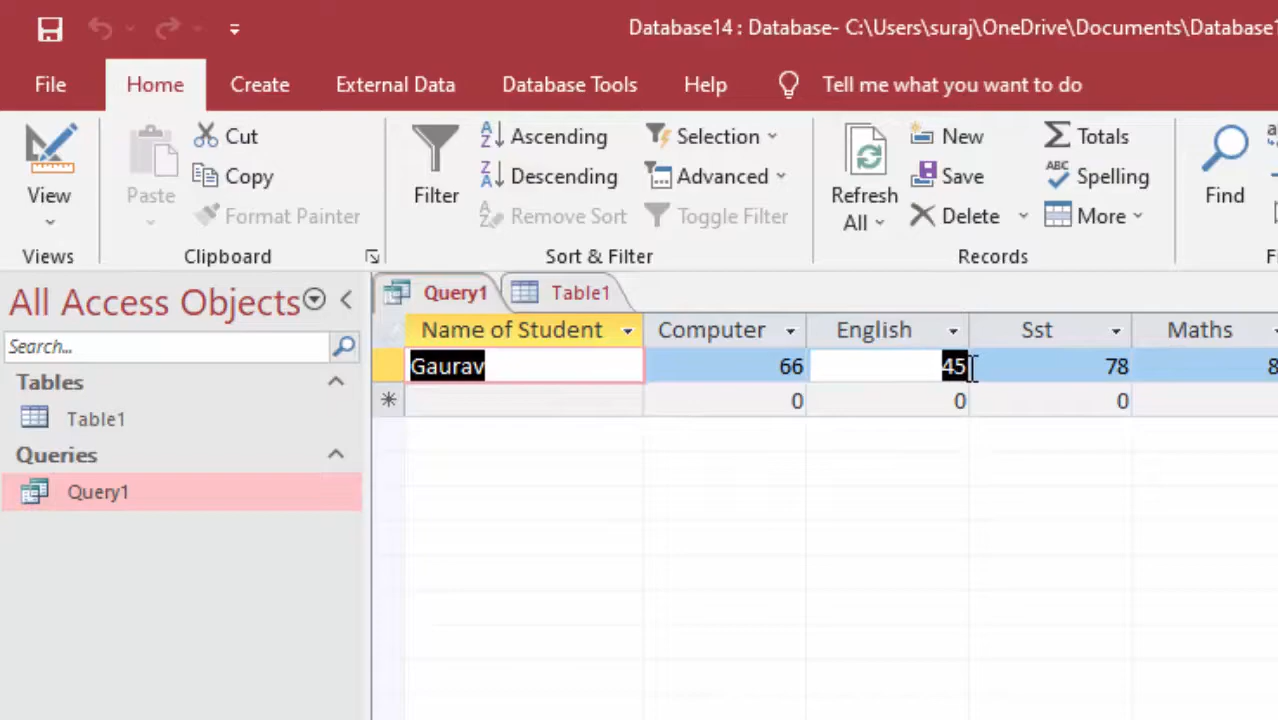 Database14 : Database- C:\Users\suraj\OneDrive\Documents\Database1
File Home Create External Data Database Tools Help Tell me what you want to do
View
Views
Paste
Cut
Copy
Format Painter
Clipboard
Filter
Ascending
Descending
Remove Sort
Selection
Advanced
Toggle Filter
Sort & Filter
Refresh
All
New
Save
Delete
Totals
Spelling
More
Records
Find
All Access Objects
Search...
Tables
Table1
Queries
Query1
Query1 Table1
Name of Student Computer English Sst Maths
Gaurav 66 45 78 8
0 0 0